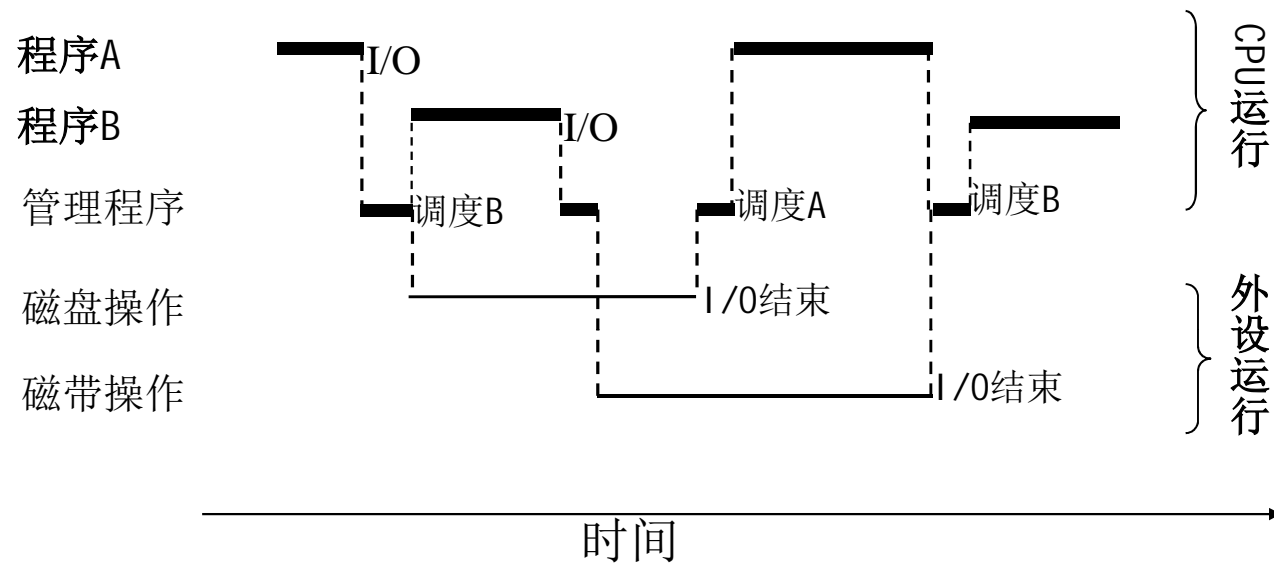 程序A
I/O
程序B
I/O
管理程序
调度B
调度A
调度B
磁盘操作
I/O结束
磁带操作
I/O结束
时间
CPU运行
外设运行